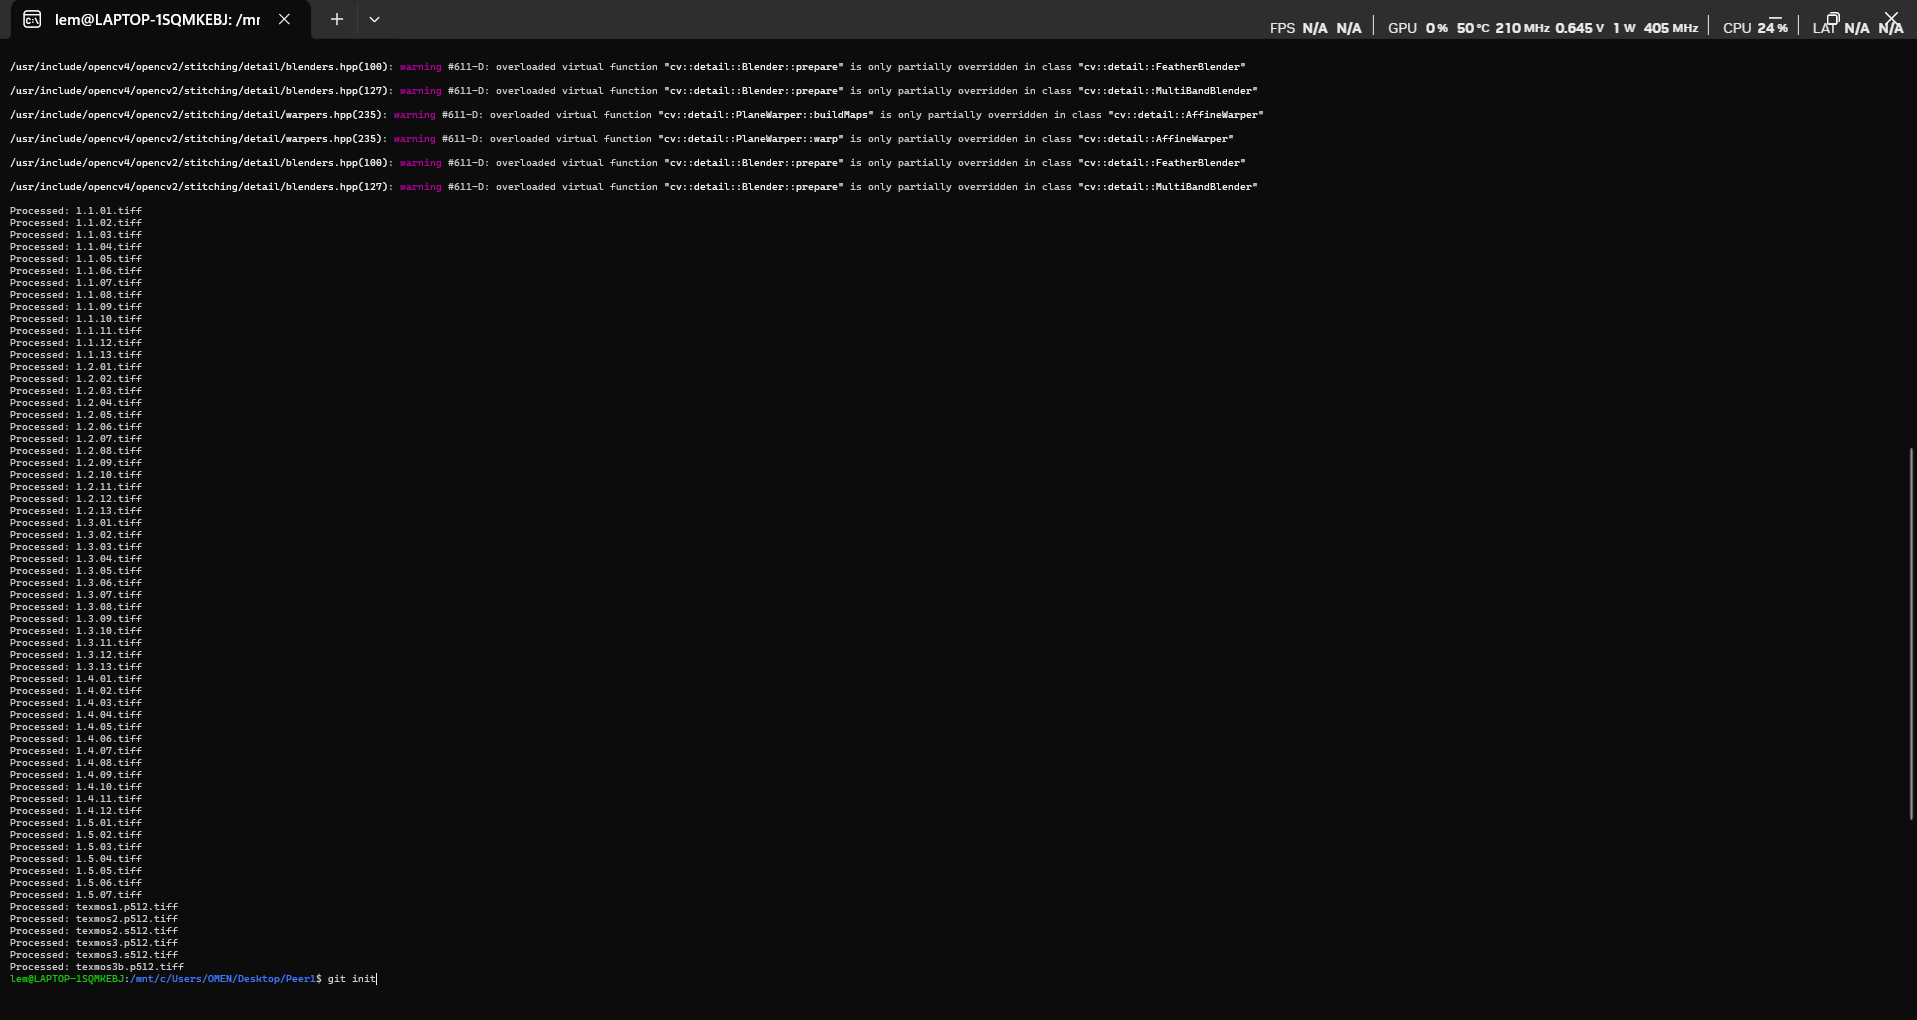 lem@LAPTOP-1SQMKEBJ: /mr
FPS N/A N/A GPU 0% 50°C 210 MHz 0.645 V 1 W 405 MHz CPU 24% LAT N/A N/A
/usr/include/opencv4/opencv2/stitching/detail/blenders.hpp(100): warning #611-D: overloaded virtual function "cv::detail::Blender::prepare" is only partially overridden in class "cv::detail::FeatherBlender"
/usr/include/opencv4/opencv2/stitching/detail/blenders.hpp(127): warning #611-D: overloaded virtual function "cv::detail::Blender::prepare" is only partially overridden in class "cv::detail::MultiBandBlender"
/usr/include/opencv4/opencv2/stitching/detail/warpers.hpp(235): warning #611-D: overloaded virtual function "cv::detail::PlaneWarper::buildMaps" is only partially overridden in class "cv::detail::AffineWarper"
/usr/include/opencv4/opencv2/stitching/detail/warpers.hpp(235): warning #611-D: overloaded virtual function "cv::detail::PlaneWarper::warp" is only partially overridden in class "cv::detail::AffineWarper"
/usr/include/opencv4/opencv2/stitching/detail/blenders.hpp(100): warning #611-D: overloaded virtual function "cv::detail::Blender::prepare" is only partially overridden in class "cv::detail::FeatherBlender"
/usr/include/opencv4/opencv2/stitching/detail/blenders.hpp(127): warning #611-D: overloaded virtual function "cv::detail::Blender::prepare" is only partially overridden in class "cv::detail::MultiBandBlender"
Processed: 1.1.01.tiff
Processed: 1.1.02.tiff
Processed: 1.1.03.tiff
Processed: 1.1.04.tiff
Processed: 1.1.05.tiff
Processed: 1.1.06.tiff
Processed: 1.1.07.tiff
Processed: 1.1.08.tiff
Processed: 1.1.09.tiff
Processed: 1.1.10.tiff
Processed: 1.1.11.tiff
Processed: 1.1.12.tiff
Processed: 1.1.13.tiff
Processed: 1.2.01.tiff
Processed: 1.2.02.tiff
Processed: 1.2.03.tiff
Processed: 1.2.04.tiff
Processed: 1.2.05.tiff
Processed: 1.2.06.tiff
Processed: 1.2.07.tiff
Processed: 1.2.08.tiff
Processed: 1.2.09.tiff
Processed: 1.2.10.tiff
Processed: 1.2.11.tiff
Processed: 1.2.12.tiff
Processed: 1.2.13.tiff
Processed: 1.3.01.tiff
Processed: 1.3.02.tiff
Processed: 1.3.03.tiff
Processed: 1.3.04.tiff
Processed: 1.3.05.tiff
Processed: 1.3.06.tiff
Processed: 1.3.07.tiff
Processed: 1.3.08.tiff
Processed: 1.3.09.tiff
Processed: 1.3.10.tiff
Processed: 1.3.11.tiff
Processed: 1.3.12.tiff
Processed: 1.3.13.tiff
Processed: 1.4.01.tiff
Processed: 1.4.02.tiff
Processed: 1.4.03.tiff
Processed: 1.4.04.tiff
Processed: 1.4.05.tiff
Processed: 1.4.06.tiff
Processed: 1.4.07.tiff
Processed: 1.4.08.tiff
Processed: 1.4.09.tiff
Processed: 1.4.10.tiff
Processed: 1.4.11.tiff
Processed: 1.4.12.tiff
Processed: 1.5.01.tiff
Processed: 1.5.02.tiff
Processed: 1.5.03.tiff
Processed: 1.5.04.tiff
Processed: 1.5.05.tiff
Processed: 1.5.06.tiff
Processed: 1.5.07.tiff
Processed: texmos1.p512.tiff
Processed: texmos2.p512.tiff
Processed: texmos2.s512.tiff
Processed: texmos3.p512.tiff
Processed: texmos3.s512.tiff
Processed: texmos3b.p512.tiff
lem@LAPTOP-1SQMKEBJ:/mnt/c/Users/OMEN/Desktop/Peer1$ git init